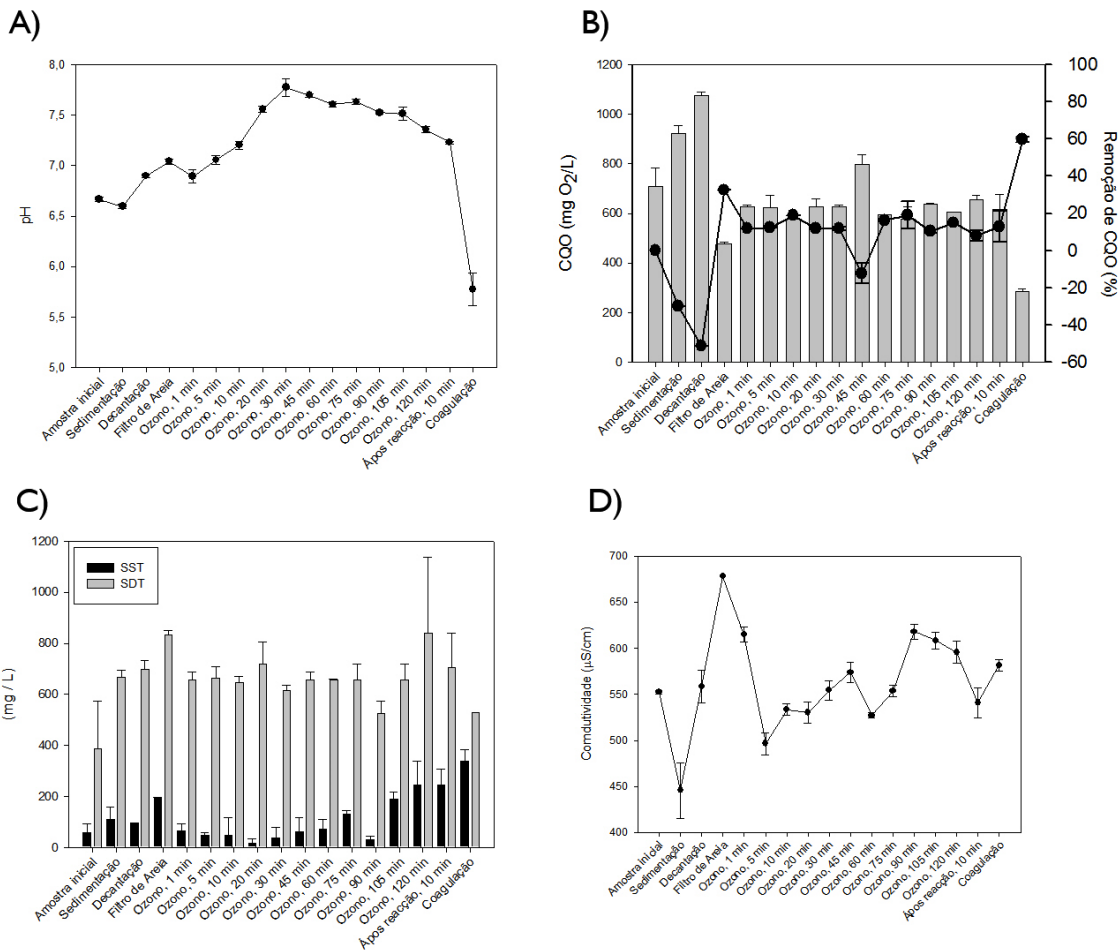 A)
8,0
7,5
7,0
6,5
6,0
5,5
5,0
pH
Amostra inicial
Sedimentação
Decantação
Filtro de Areia
Ozono, 1 min
Ozono, 5 min
Ozono, 10 min
Ozono, 20 min
Ozono, 30 min
Ozono, 45 min
Ozono, 60 min
Ozono, 75 min
Ozono, 90 min
Ozono, 105 min
Ozono, 120 min
Àpos reacção, 10 min
Coagulação
B)
1200
1000
800
600
400
200
0
CQO (mg O2/L)
100
80
60
40
20
0
-20
-40
-60
Remoção de CQO (%)
Amostra inicial
Sedimentação
Decantação
Filtro de Areia
Ozono, 1 min
Ozono, 5 min
Ozono, 10 min
Ozono, 20 min
Ozono, 30 min
Ozono, 45 min
Ozono, 60 min
Ozono, 75 min
Ozono, 90 min
Ozono, 105 min
Ozono, 120 min
Àpos reacção, 10 min
Coagulação
C)
1200
1000
800
600
400
200
0
(mg / L)
SST
SDT
Amostra inicial
Sedimentação
Decantação
Filtro de Areia
Ozono, 1 min
Ozono, 5 min
Ozono, 10 min
Ozono, 20 min
Ozono, 30 min
Ozono, 45 min
Ozono, 60 min
Ozono, 75 min
Ozono, 90 min
Ozono, 105 min
Ozono, 120 min
Àpos reacção, 10 min
Coagulação
D)
700
650
600
550
500
450
400
Comdutividade (µS/cm)
Amostra inicial
Sedimentação
Decantação
Filtro de Areia
Ozono, 1 min
Ozono, 5 min
Ozono, 10 min
Ozono, 20 min
Ozono, 30 min
Ozono, 45 min
Ozono, 60 min
Ozono, 75 min
Ozono, 90 min
Ozono, 105 min
Ozono, 120 min
Àpos reacção, 10 min
Coagulação